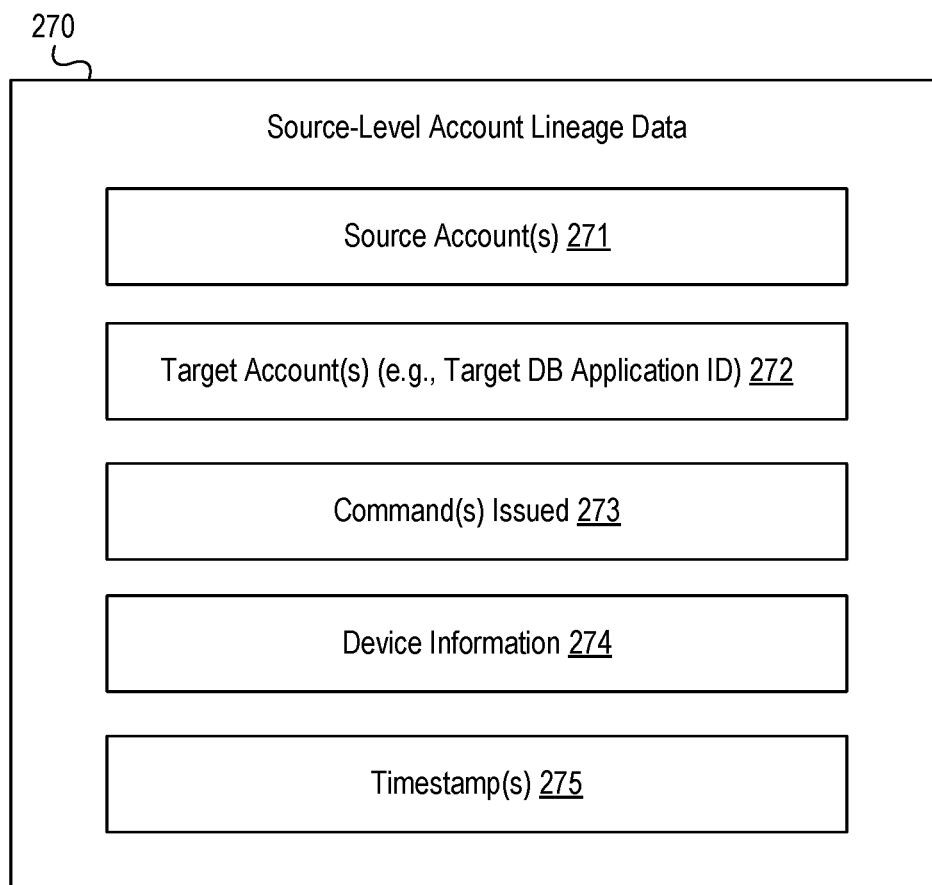 270
Source-Level Account Lineage Data
Source Account(s) 271
Target Account(s) (e.g., Target DB Application ID) 272
Command(s) Issued 273
Device Information 274
Timestamp(s) 275